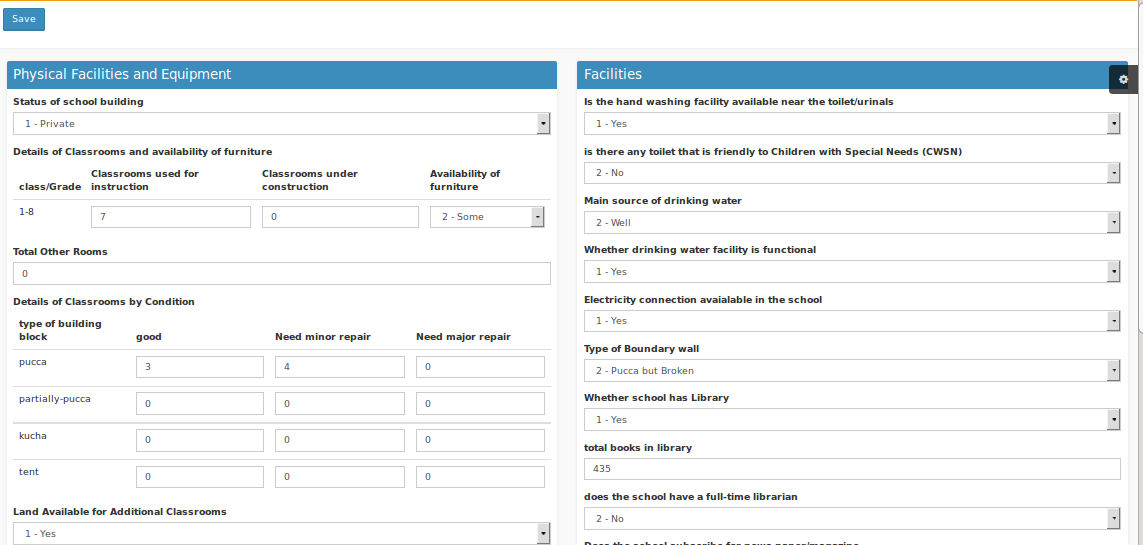 Save
Physical Facilities and Equipment
Status of school building
1 - Private
Details of Classrooms and availability of furniture
class/Grade Classrooms used for instruction Classrooms under construction Availability of furniture
1-8 7 0 2 - Some
Total Other Rooms
0
Details of Classrooms by Condition
type of building block good Need minor repair Need major repair
pucca 3 4 0
partially-pucca 0 0 0
kucha 0 0 0
tent 0 0 0
Land Available for Additional Classrooms
1 - Yes
Facilities
Is the hand washing facility available near the toilet/urinals
1 - Yes
is there any toilet that is friendly to Children with Special Needs (CWSN)
2 - No
Main source of drinking water
2 - Well
Whether drinking water facility is functional
1 - Yes
Electricity connection avaialable in the school
1 - Yes
Type of Boundary wall
2 - Pucca but Broken
Whether school has Library
1 - Yes
total books in library
435
does the school have a full-time librarian
2 - No
Does the school subscribe for news paper/magazine